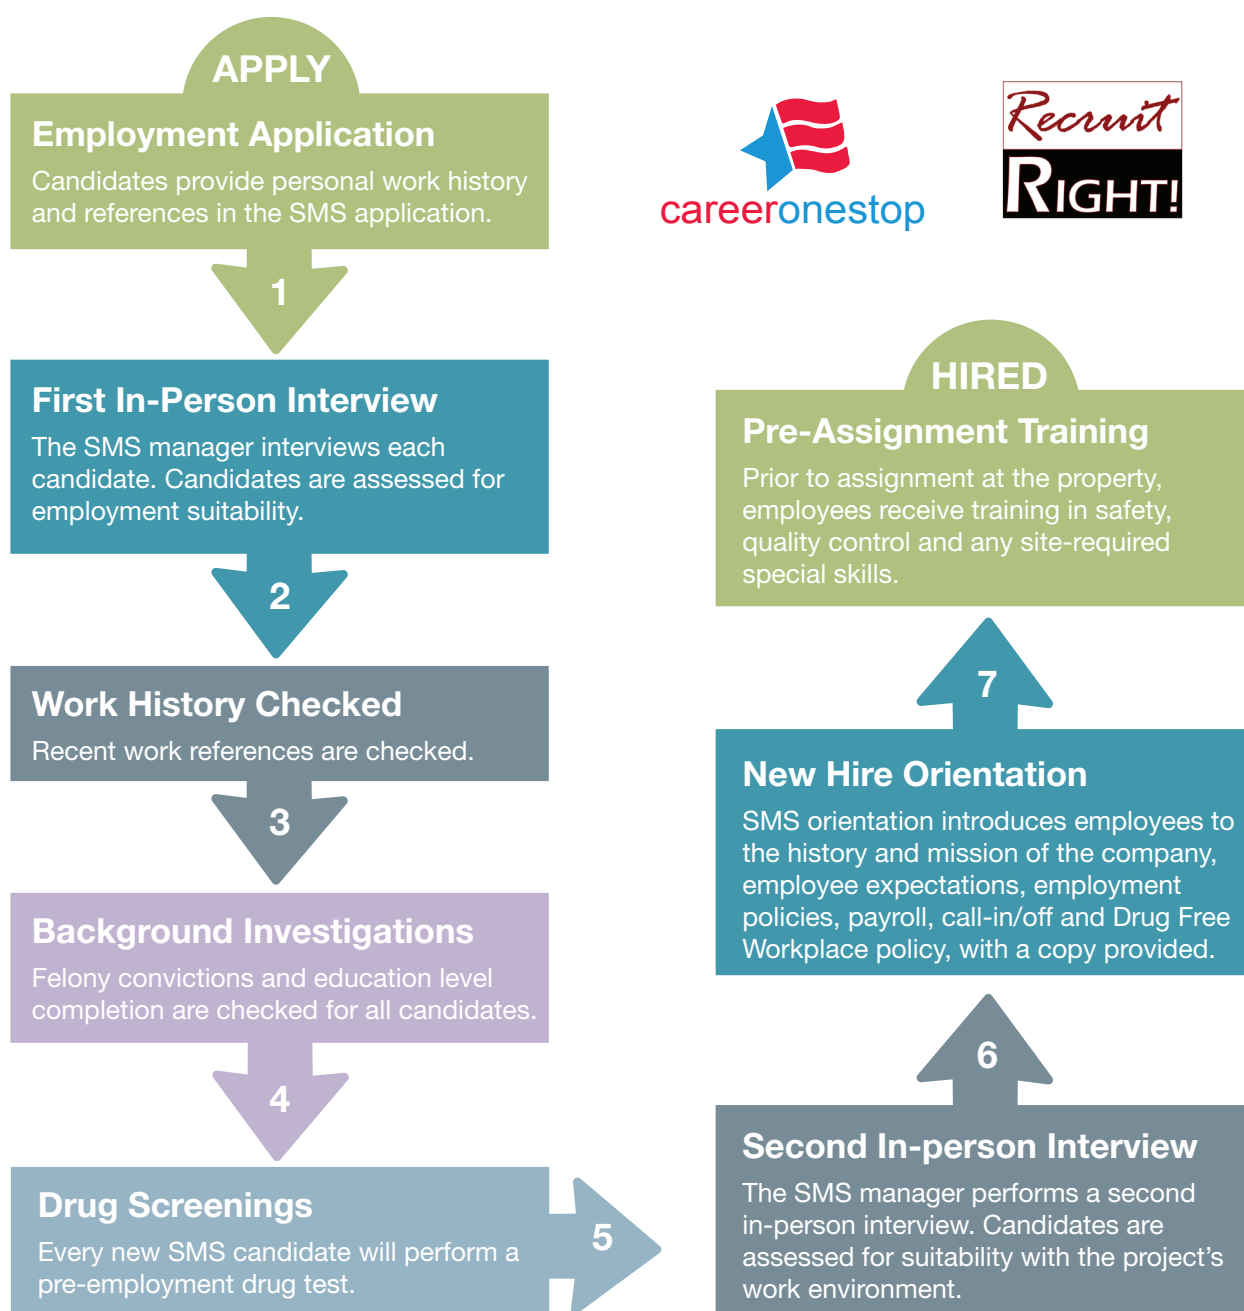 APPLY
Employment Application
Candidates provide personal work history
and references in the SMS application.
1
First In-Person Interview
The SMS manager interviews each
candidate. Candidates are assessed for
employment suitability.
2
Work History Checked
Recent work references are checked.
3
Background Investigations
Felony convictions and education level
completion are checked for all candidates.
4
Drug Screenings
Every new SMS candidate will perform a
pre-employment drug test.
5
careeronestop
Recruit
RIGHT!
HIRED
Pre-Assignment Training
Prior to assignment at the property,
employees receive training in safety,
quality control and any site-required
special skills.
7
New Hire Orientation
SMS orientation introduces employees to
the history and mission of the company,
employee expectations, employment
policies, payroll, call-in/off and Drug Free
Workplace policy, with a copy provided.
6
Second In-person Interview
The SMS manager performs a second
in-person interview. Candidates are
assessed for suitability with the project's
work environment.